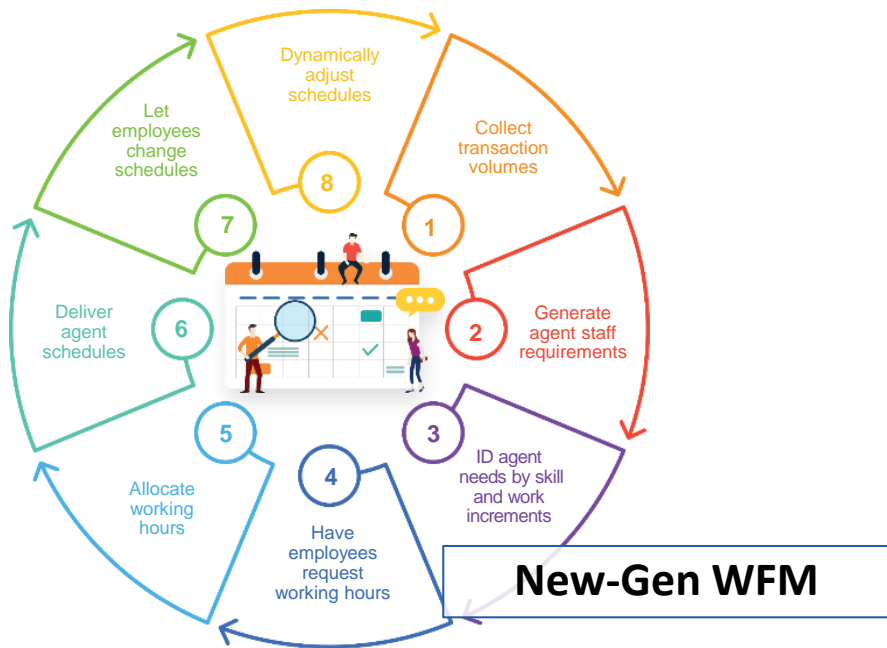 1
Collect
transaction
volumes
2
Generate
agent staff
requirements
3
ID agent
needs by skill
and work
increments
4
Have
employees
request
working hours
5
Allocate
working
hours
6
Deliver
agent
schedules
7
Let
employees
change
schedules
8
Dynamically
adjust
schedules
New-Gen WFM